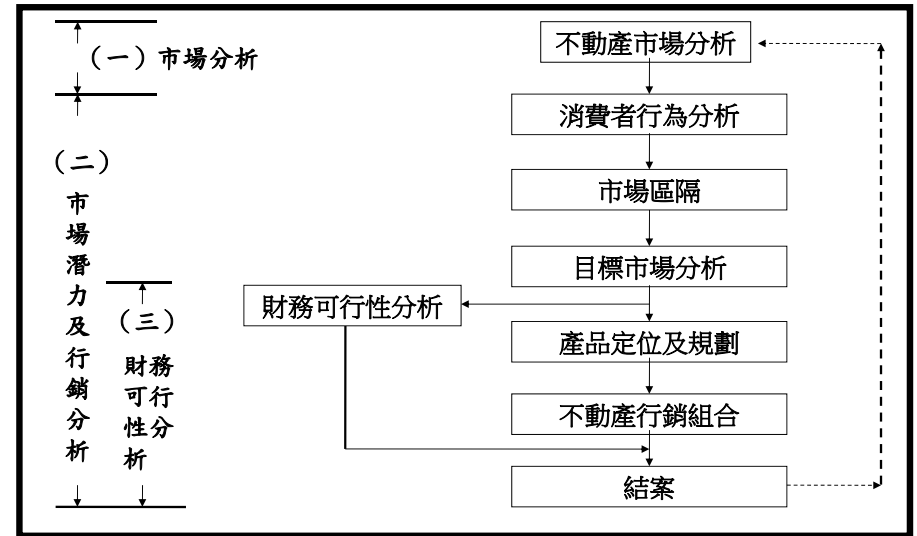 (一)市場分析
(二)
市場潛力及行銷分析
(三)
財務
可行
性分
析
不動產市場分析
消費者行為分析
市場區隔
目標市場分析
財務可行性分析
產品定位及規劃
不動產行銷組合
結案